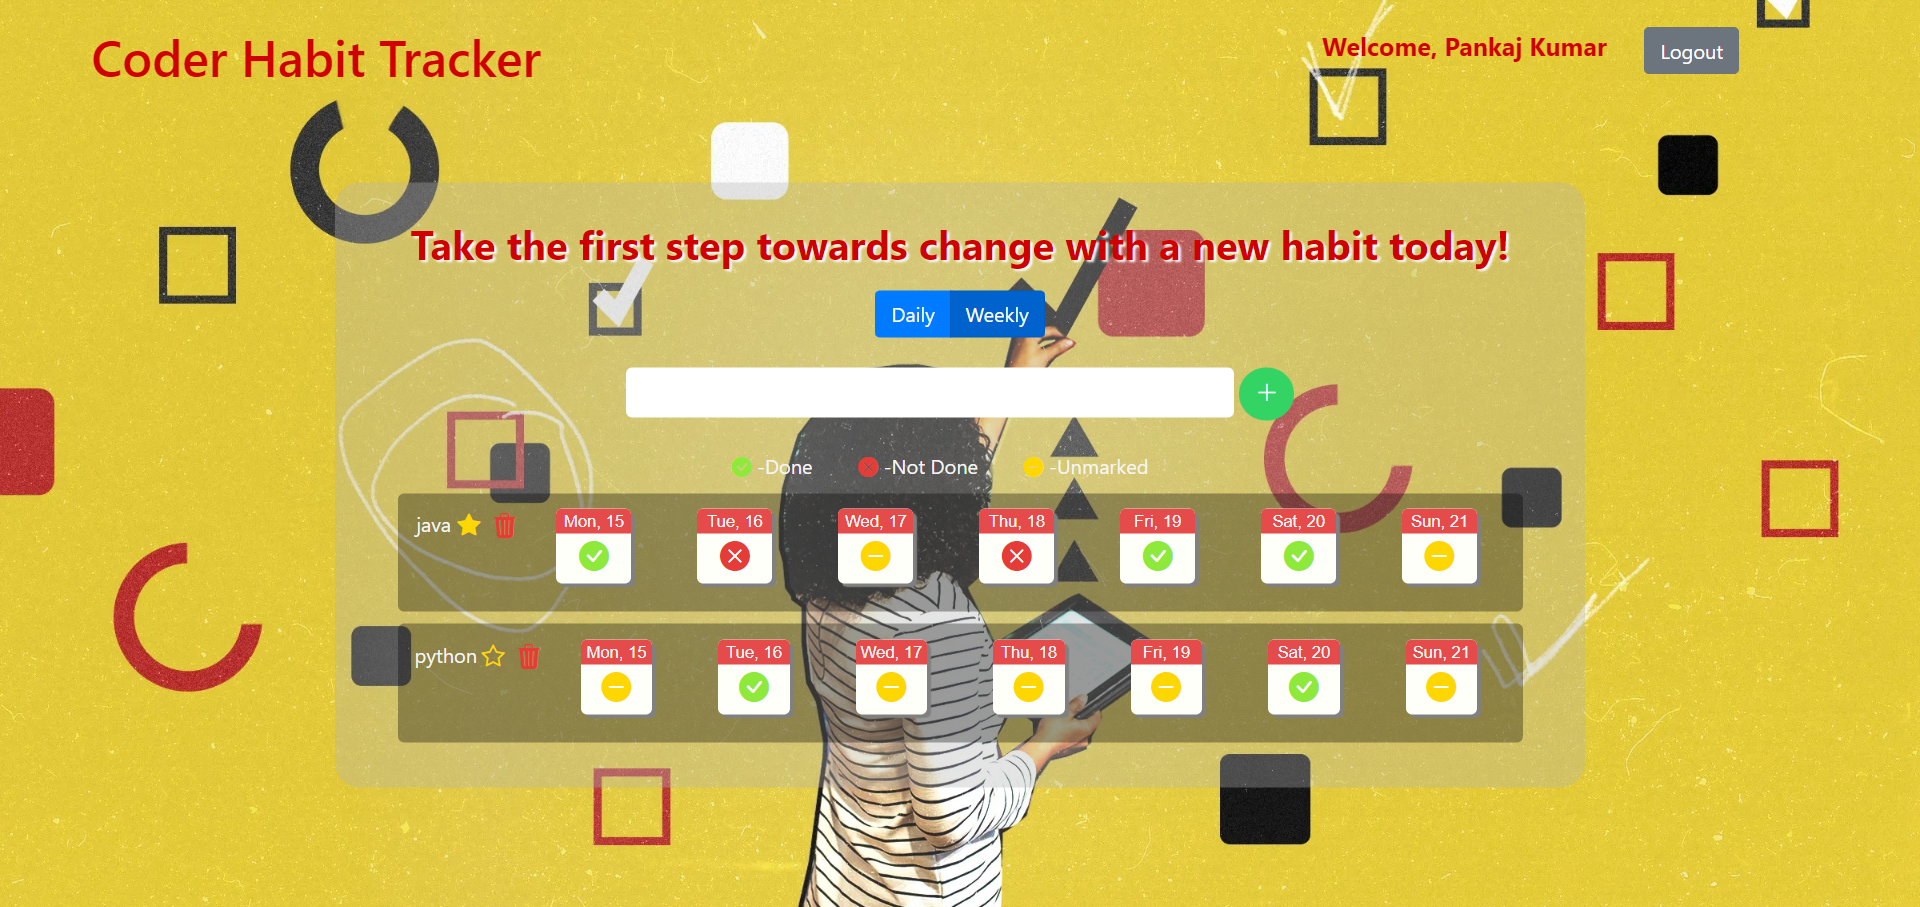 Coder Habit Tracker
Welcome, Pankaj Kumar
Logout
Take the first step towards change with a new habit today!
Daily Weekly
-Done -Not Done -Unmarked
java Mon, 15 Tue, 16 Wed, 17 Thu, 18 Fri, 19 Sat, 20 Sun, 21
python Mon, 15 Tue, 16 Wed, 17 Thu, 18 Fri, 19 Sat, 20 Sun, 21